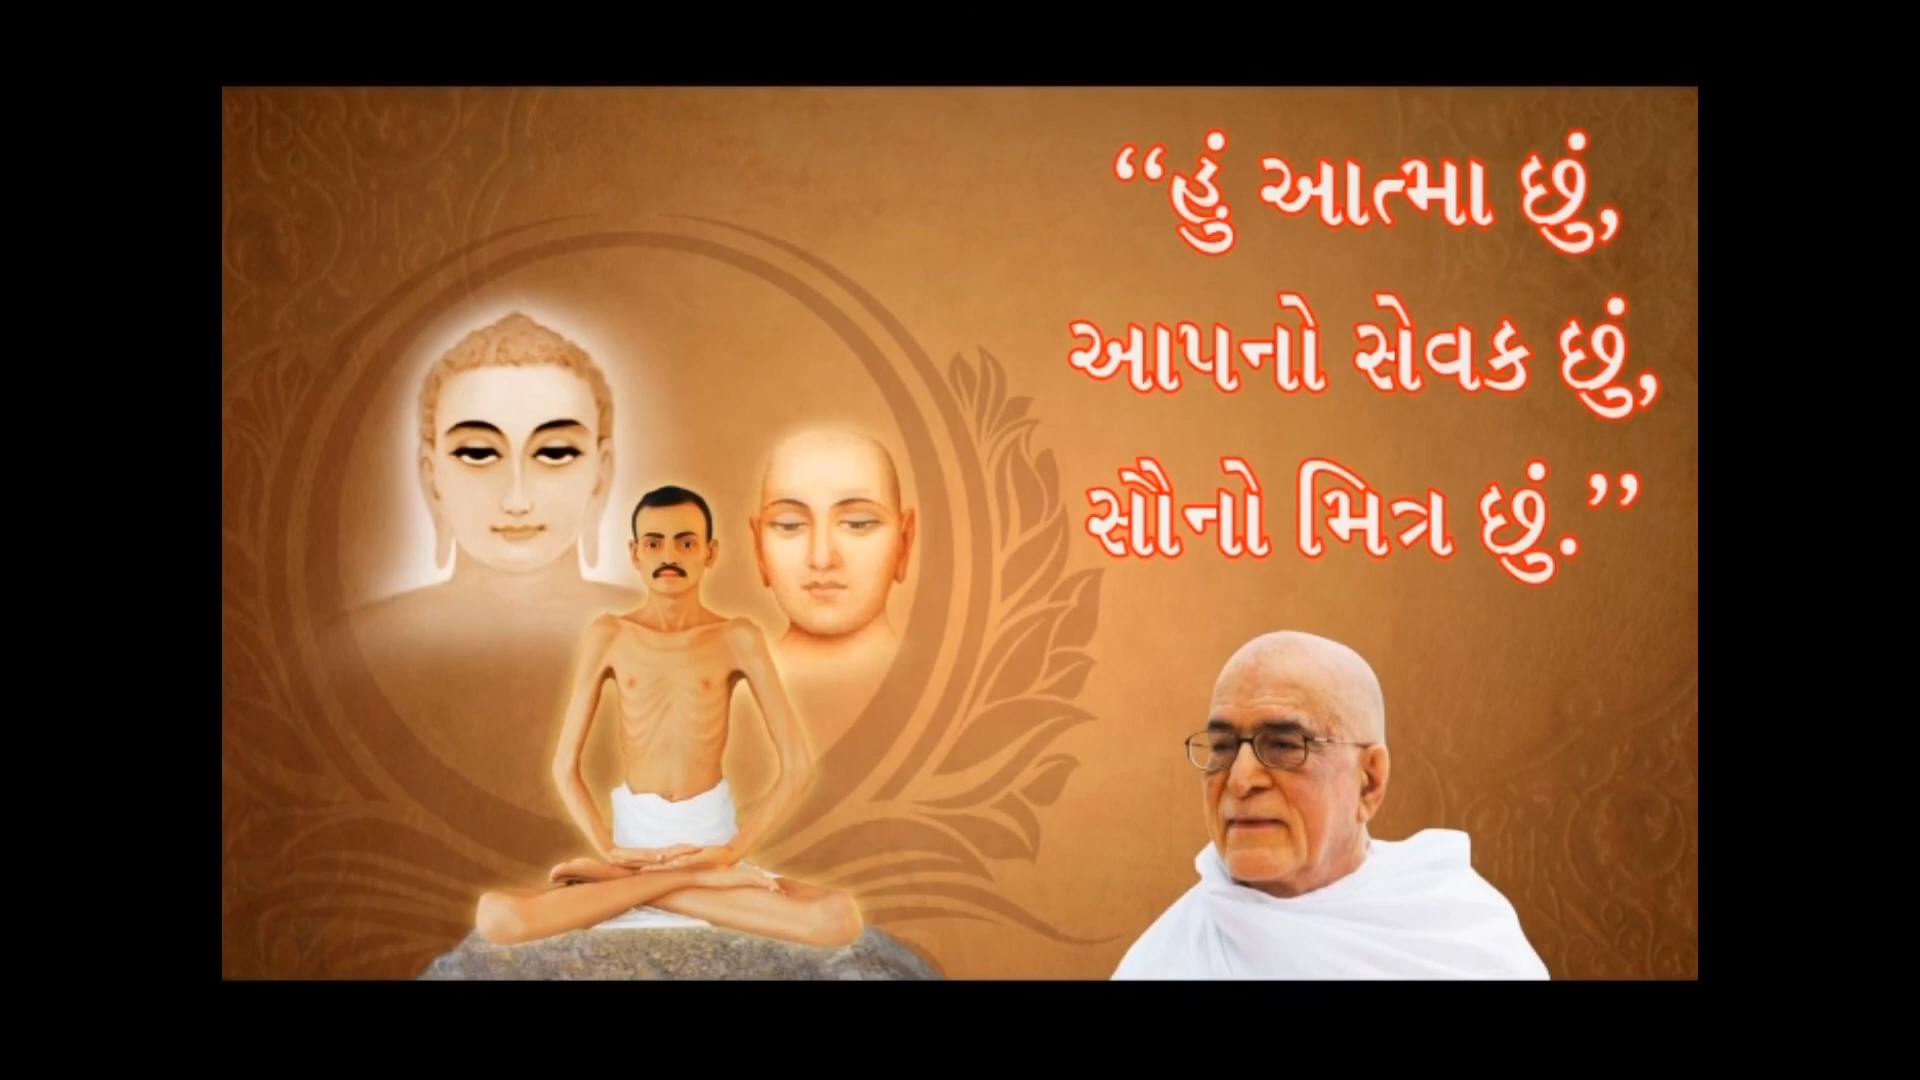 “હું આત્મા છું,
આપનો સેવક છું,
સૌનો મિત્ર છું.”